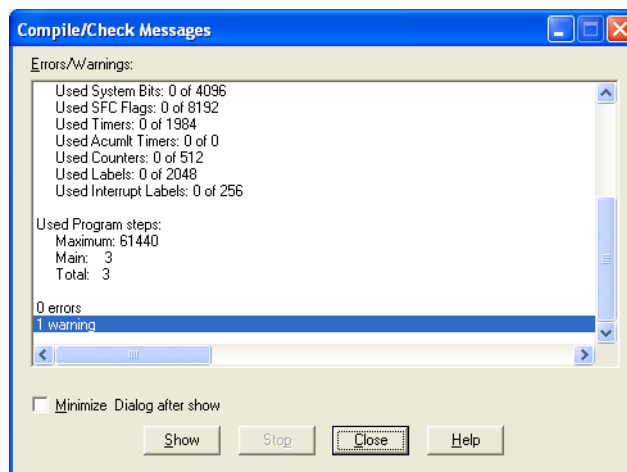 Compile/Check Messages
Errors/Warnings:
Used System Bits: 0 of 4096
Used SFC Flags: 0 of 8192
Used Timers: 0 of 1984
Used Acumlt Timers: 0 of 0
Used Counters: 0 of 512
Used Labels: 0 of 2048
Used Interrupt Labels: 0 of 256
Used Program steps:
Maximum: 61440
Main: 3
Total: 3
0 errors
1 warning
Minimize Dialog after show
Show Stop Close Help